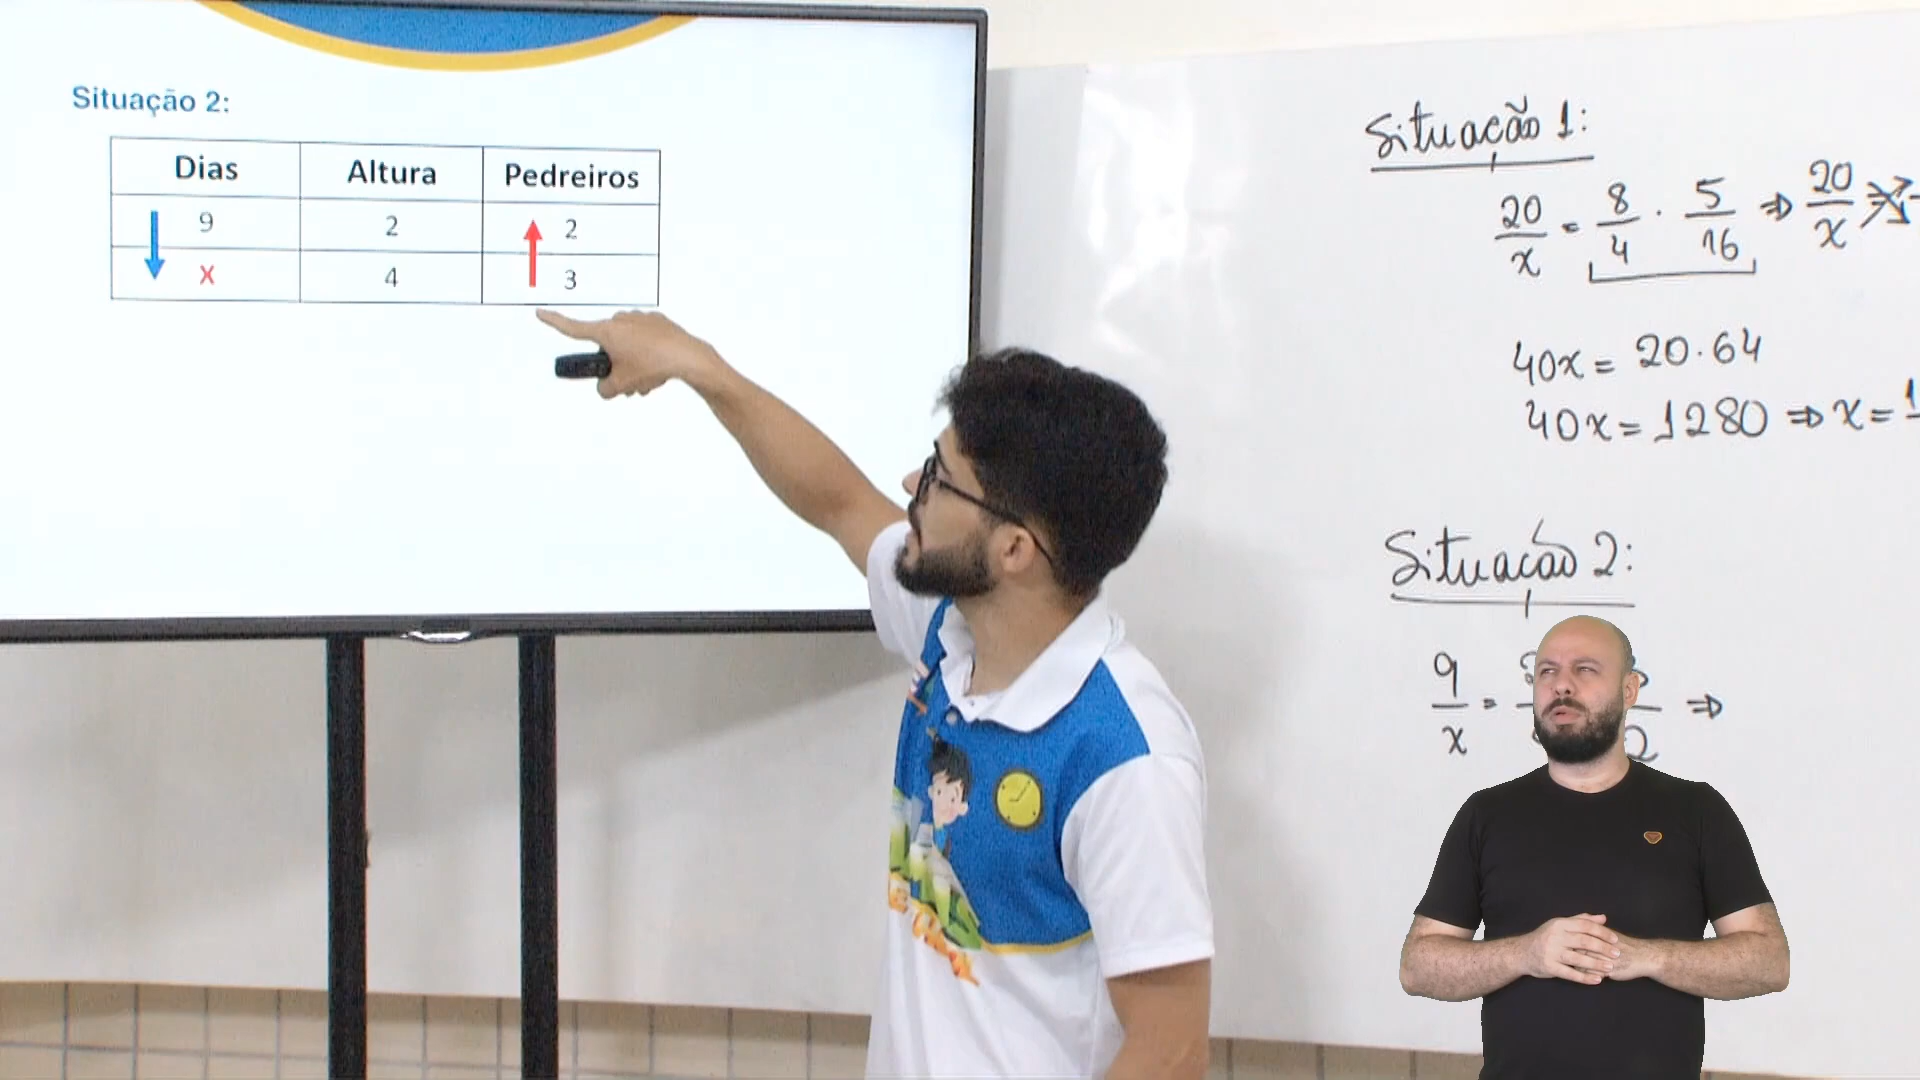 Situação 2:
Dias Altura Pedreiros
9 2 2
X 4 3
Situação 1:
20/x = 8/4 · 5/16 ⇒ 20/x
40x = 20·64
40x = 1280 ⇒ x = 1
Situação 2:
9/x = ⇒